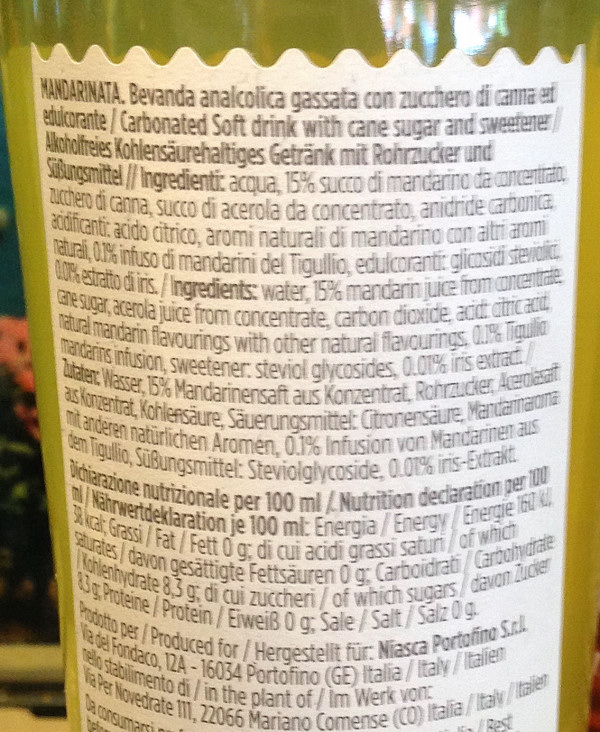 MANDARINATA. Bevanda analcolica gassata con zucchero di canna ed
edulcorante / Carbonated Soft drink with cane sugar and sweetener /
Alkoholfreies Kohlensäurehaltiges Getränk mit Rohrzucker und
Süßungsmittel // Ingredienti: acqua, 15% succo di mandarino da concentrato,
zucchero di canna, succo di acerola da concentrato, anidride carbonica,
acidificanti: acido citrico, aromi naturali di mandarino con altri aromi
naturali, 0.1% infuso di mandarini del Tigullio, edulcoranti: glicosidi steviolici,
0.01% estratto di iris. / Ingredients: water, 15% mandarin juice from concentrate,
cane sugar, acerola juice from concentrate, carbon dioxide, acid: citric acid,
natural mandarin flavourings with other natural flavourings, 0.1% Tigullio
mandarins infusion, sweetener: steviol glycosides, 0.01% iris extract. /
Zutaten: Wasser, 15% Mandarinensaft aus Konzentrat, Rohrzucker, Acerolasaft
aus Konzentrat, Kohlensäure, Säuerungsmittel: Citronensäure, Mandarinaroma
mit anderen natürlichen Aromen, 0.1% Infusion von Mandarinen aus
dem Tigullio, Süßungsmittel: Steviolglycoside, 0.01% iris-Extrakt.
Dichiarazione nutrizionale per 100 ml / Nutrition declaration per 100
ml / Nährwertdeklaration je 100 ml: Energia / Energy / Energie 160 kJ,
38 kcal; Grassi / Fat / Fett 0 g; di cui acidi grassi saturi / of which
saturates / davon gesättigte Fettsäuren 0 g; Carboidrati / Carbohydrate
/ Kohlenhydrate 8,3 g; di cui zuccheri / of which sugars / davon Zucker
8,3 g; Proteine / Protein / Eiweiß 0 g; Sale / Salt / Salz 0 g.
Prodotto per / Produced for / Hergestellt für: Niasca Portofino S.r.l.
Via del Fondaco, 12A - 16034 Portofino (GE) Italia / Italy / Italien
nello stabilimento di / in the plant of / Im Werk von:
Via Per Novedrate 111, 22066 Mariano Comense (CO) Italia / Italy / Italien
Da consumarsi
/ Best